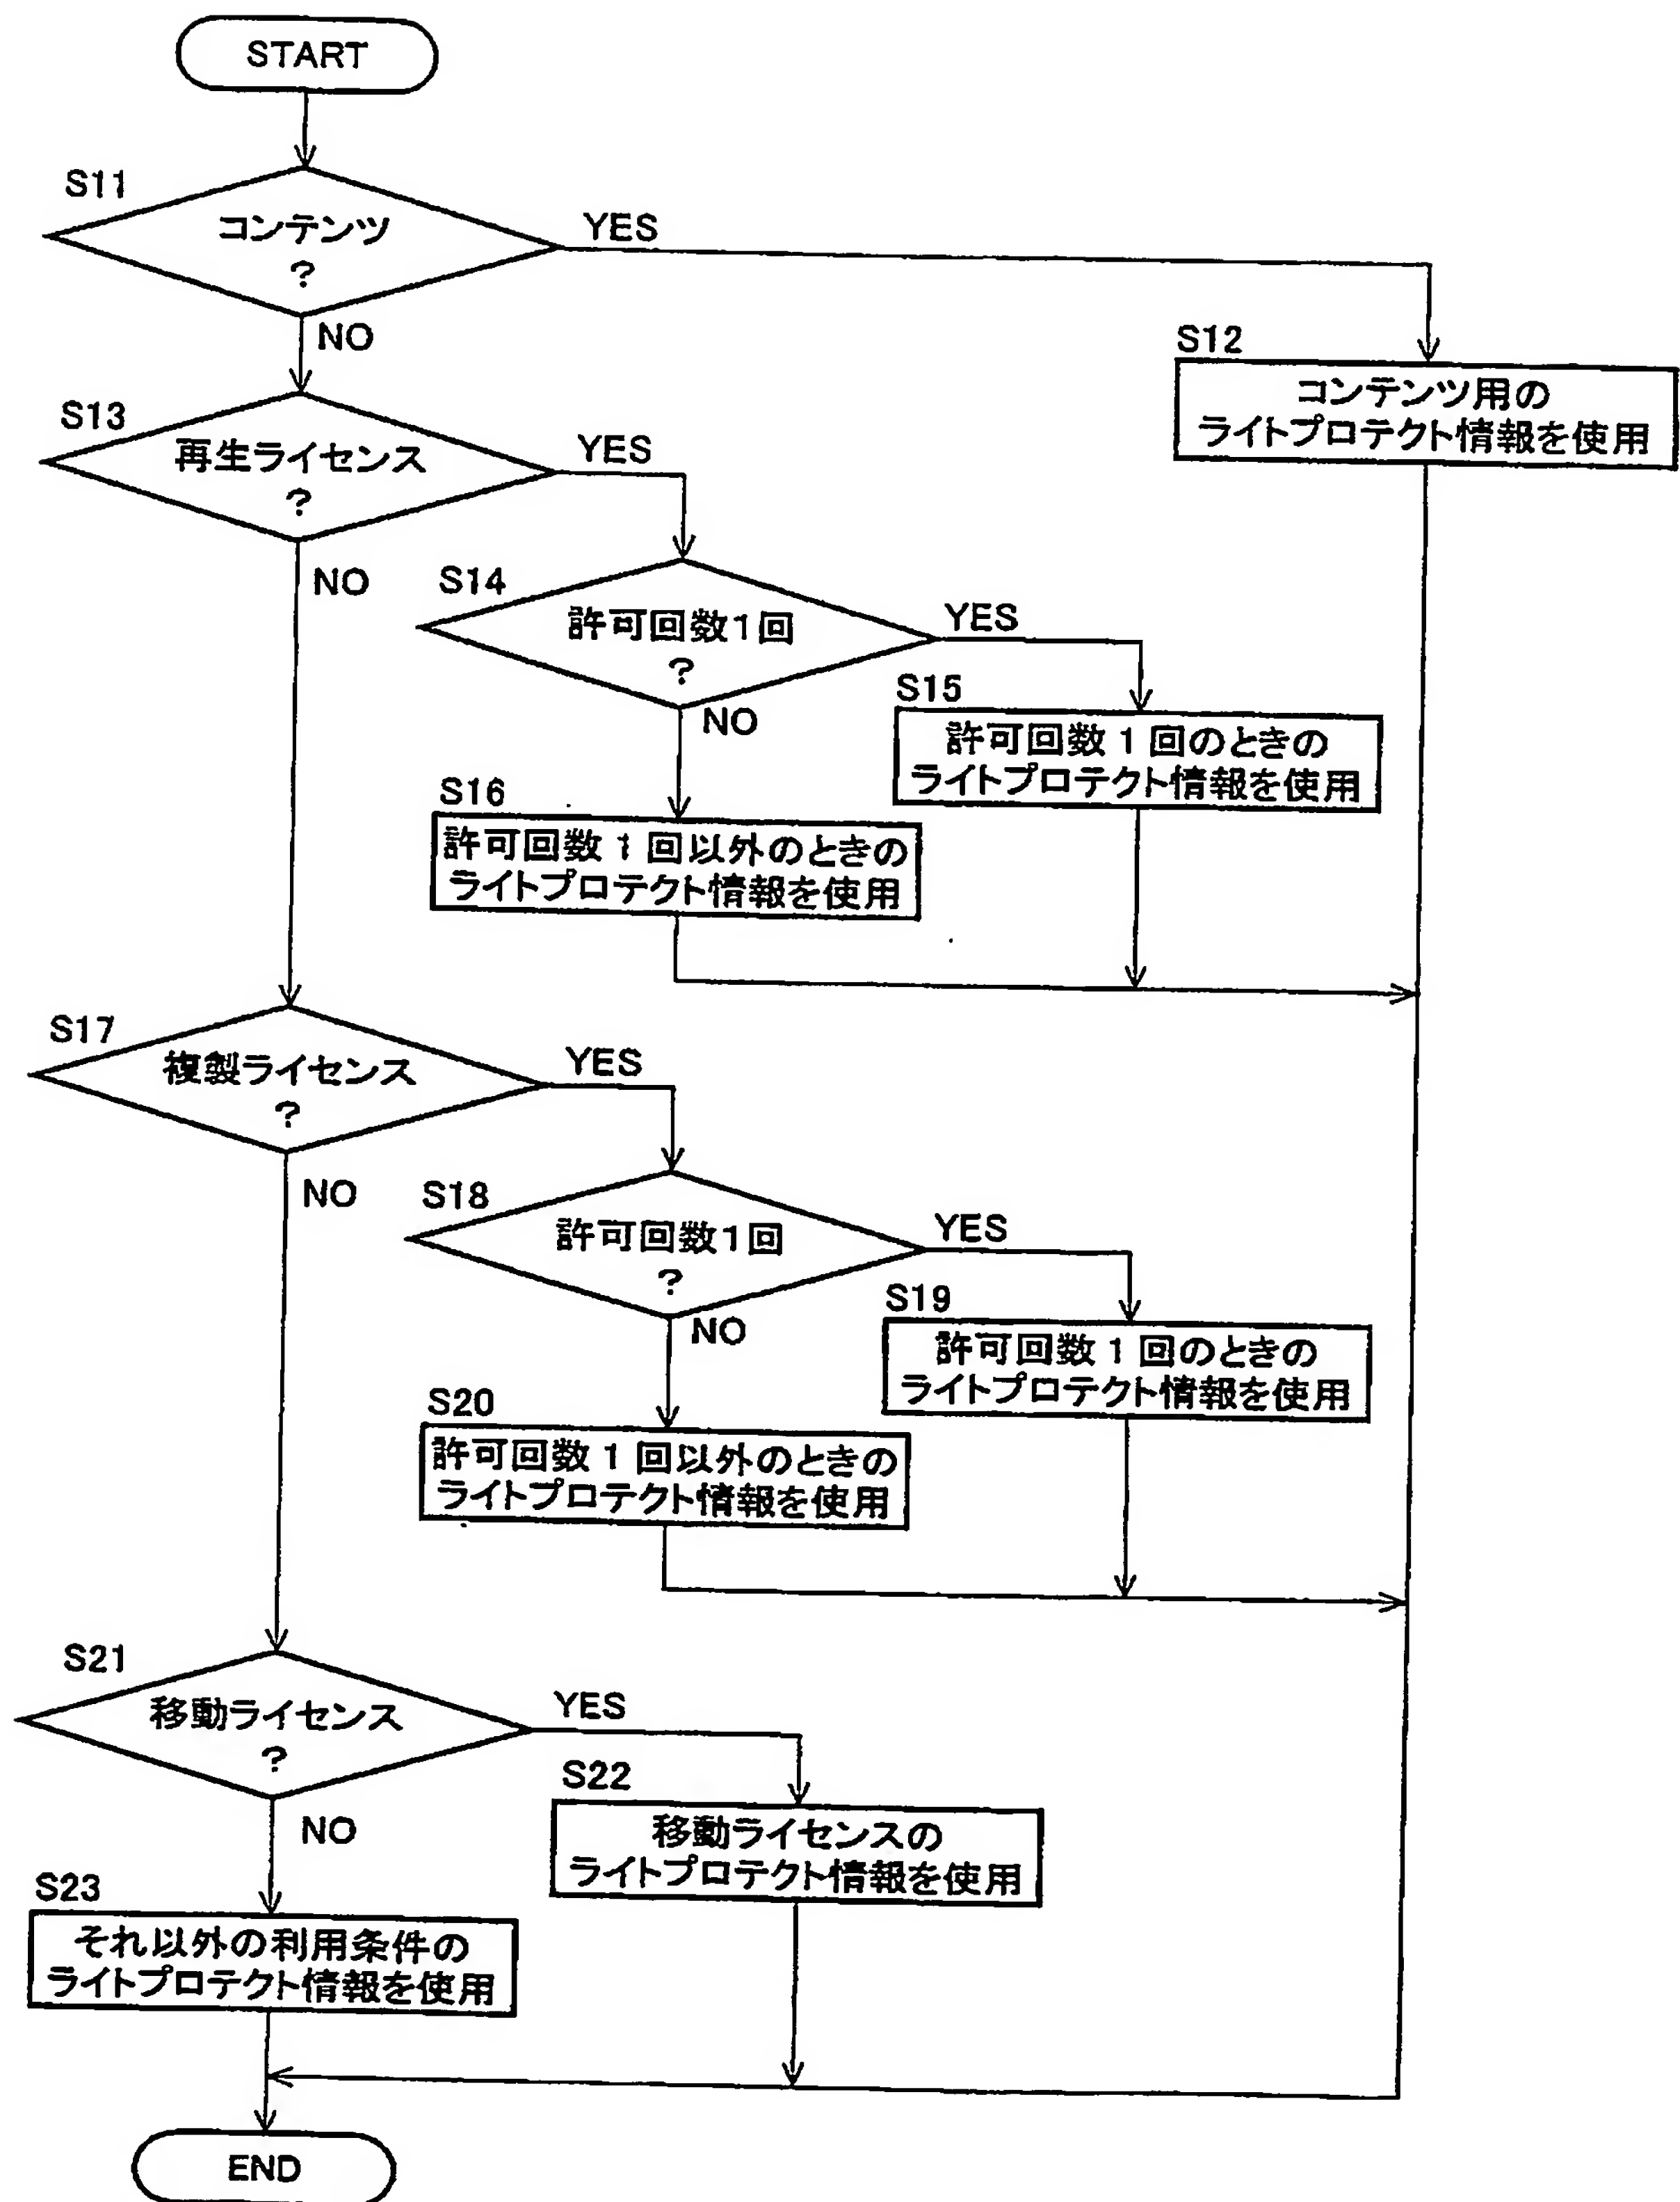 START
S11
コンテンツ
?
YES
NO
S12
コンテンツ用の
ライトプロテクト情報を使用
S13
再生ライセンス
?
YES
NO
S14
許可回数1回
?
YES
NO
S15
許可回数1回のときの
ライトプロテクト情報を使用
S16
許可回数1回以外のときの
ライトプロテクト情報を使用
S17
複製ライセンス
?
YES
NO
S18
許可回数1回
?
YES
NO
S19
許可回数1回のときの
ライトプロテクト情報を使用
S20
許可回数1回以外のときの
ライトプロテクト情報を使用
S21
移動ライセンス
?
YES
NO
S22
移動ライセンスの
ライトプロテクト情報を使用
S23
それ以外の利用条件の
ライトプロテクト情報を使用
END